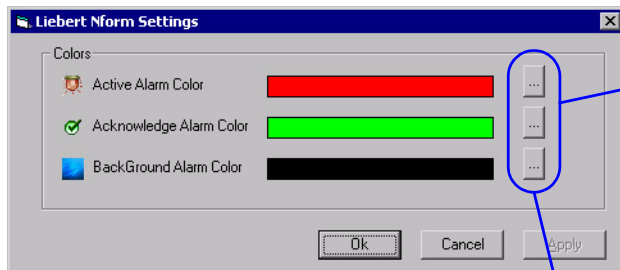 Liebert Nform Settings
Colors
Active Alarm Color
...
Acknowledge Alarm Color
...
BackGround Alarm Color
...
Ok Cancel Apply